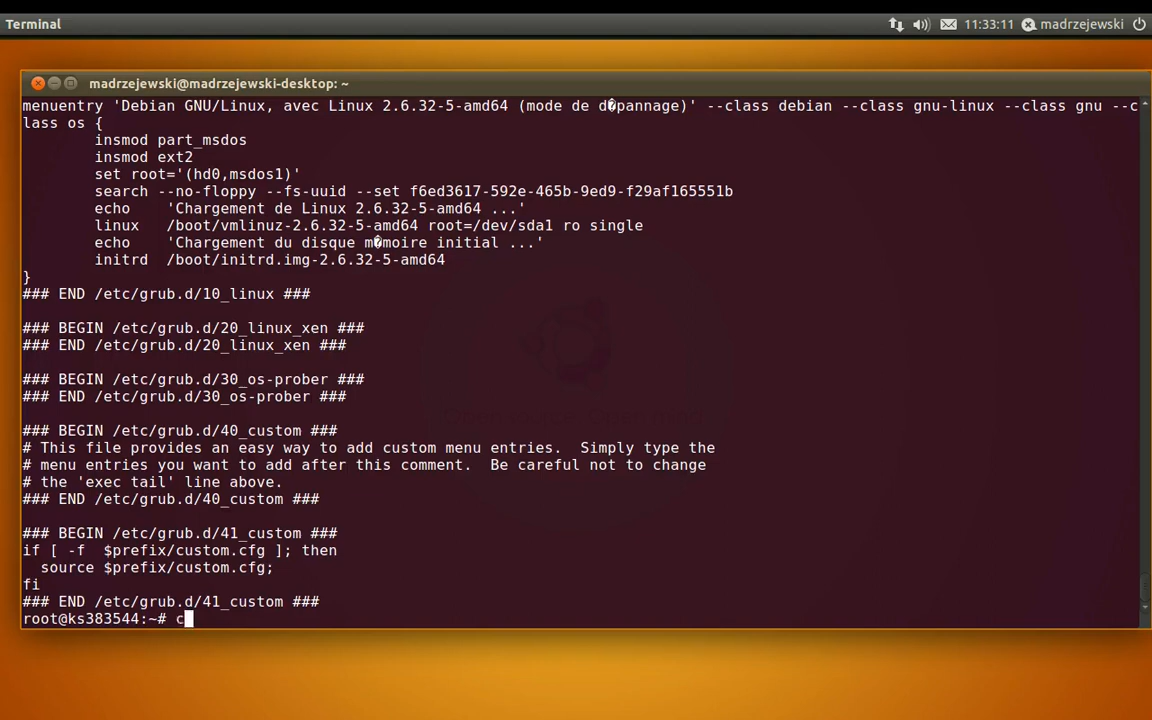 Terminal
11:33:11 madrzejewski
madrzejewski@madrzejewski-desktop: ~
menuentry 'Debian GNU/Linux, avec Linux 2.6.32-5-amd64 (mode de d�pannage)' --class debian --class gnu-linux --class gnu --c
lass os {
insmod part_msdos
insmod ext2
set root='(hd0,msdos1)'
search --no-floppy --fs-uuid --set f6ed3617-592e-465b-9ed9-f29af165551b
echo 'Chargement de Linux 2.6.32-5-amd64 ...'
linux /boot/vmlinuz-2.6.32-5-amd64 root=/dev/sda1 ro single
echo 'Chargement du disque m�moire initial ...'
initrd /boot/initrd.img-2.6.32-5-amd64
}
### END /etc/grub.d/10_linux ###
### BEGIN /etc/grub.d/20_linux_xen ###
### END /etc/grub.d/20_linux_xen ###
### BEGIN /etc/grub.d/30_os-prober ###
### END /etc/grub.d/30_os-prober ###
### BEGIN /etc/grub.d/40_custom ###
# This file provides an easy way to add custom menu entries.  Simply type the
# menu entries you want to add after this comment.  Be careful not to change
# the 'exec tail' line above.
### END /etc/grub.d/40_custom ###
### BEGIN /etc/grub.d/41_custom ###
if [ -f  $prefix/custom.cfg ]; then
source $prefix/custom.cfg;
fi
### END /etc/grub.d/41_custom ###
root@ks383544:~# c